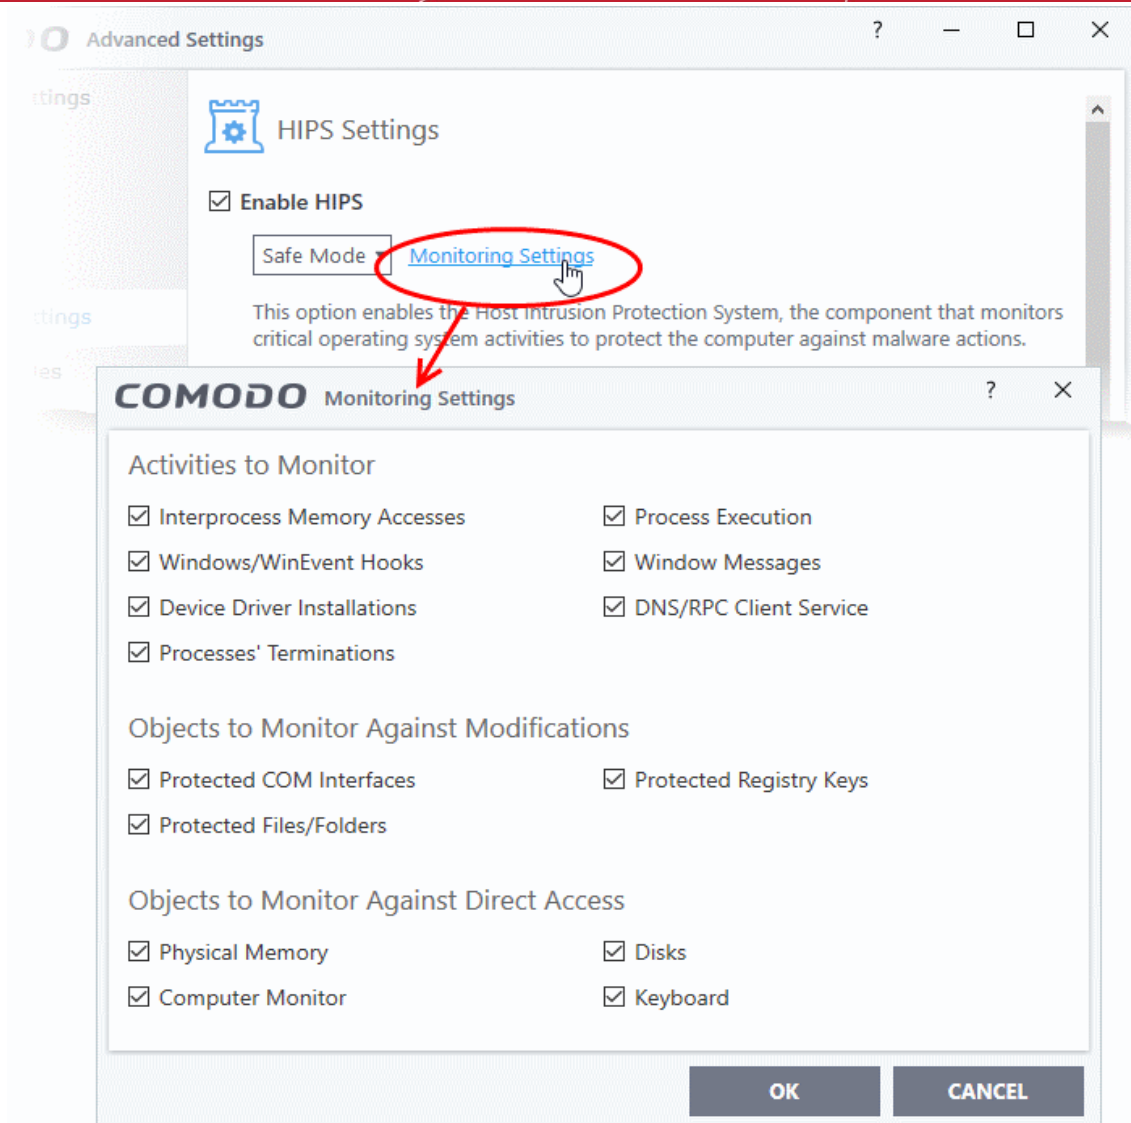 Advanced Settings
?
ttings
HIPS Settings
Enable HIPS
Safe Mode
Monitoring Settings
This option enables the Host Intrusion Protection System, the component that monitors
critical operating system activities to protect the computer against malware actions.
ttings
COMODO Monitoring Settings
?
Activities to Monitor
Interprocess Memory Accesses
Process Execution
Windows/WinEvent Hooks
Window Messages
Device Driver Installations
DNS/RPC Client Service
Processes' Terminations
Objects to Monitor Against Modifications
Protected COM Interfaces
Protected Registry Keys
Protected Files/Folders
Objects to Monitor Against Direct Access
Physical Memory
Disks
Computer Monitor
Keyboard
OK
CANCEL